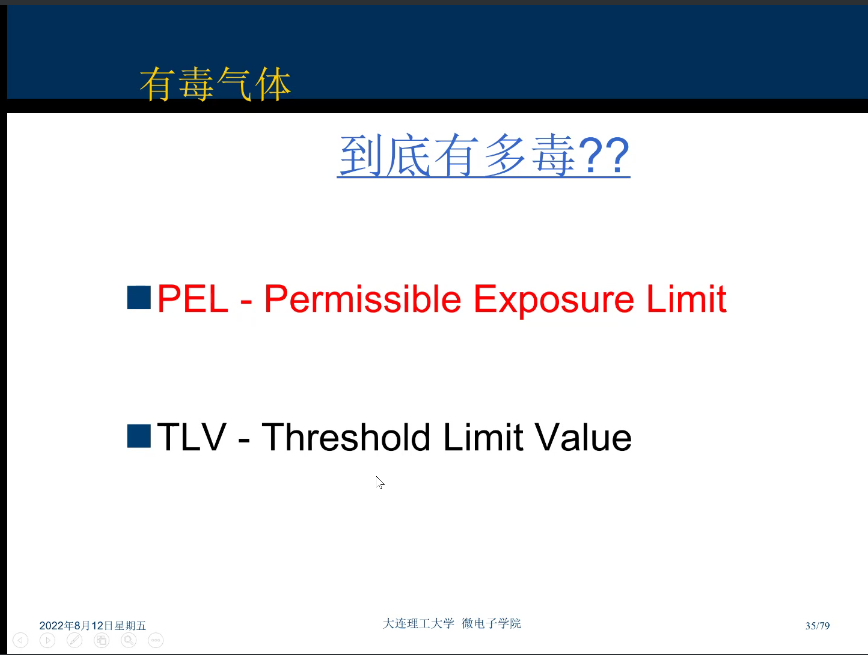 有毒气体
到底有多毒??
PEL - Permissible Exposure Limit
TLV - Threshold Limit Value
2022年8月12日星期五
大连理工大学 微电子学院
35/79